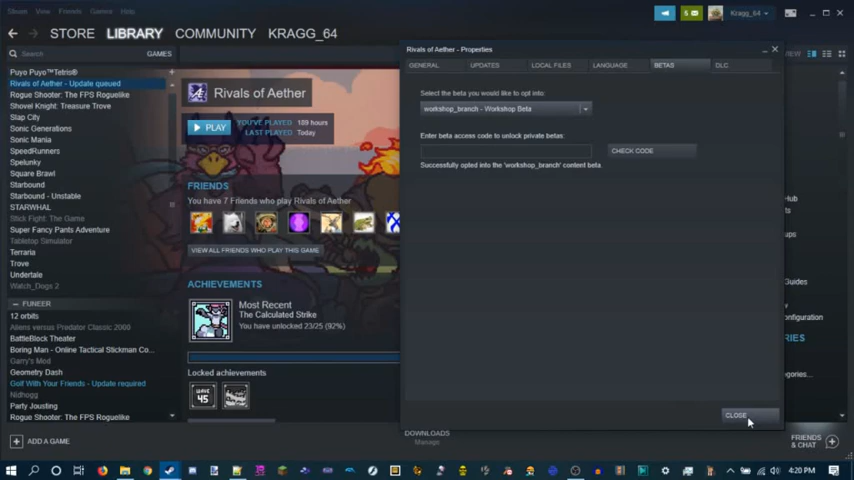 Steam View Friends Games Help
5 Kragg_64
STORE LIBRARY COMMUNITY KRAGG_64
Search GAMES VIEW
Puyo Puyo™Tetris®
Rivals of Aether - Update queued
Rogue Shooter: The FPS Roguelike
Shovel Knight: Treasure Trove
Slap City
Sonic Generations
Sonic Mania
SpeedRunners
Spelunky
Square Brawl
Starbound
Starbound - Unstable
STARWHAL
Stick Fight: The Game
Super Fancy Pants Adventure
Tabletop Simulator
Terraria
Trove
Undertale
Watch_Dogs 2
FUNEER
12 orbits
Aliens versus Predator Classic 2000
BattleBlock Theater
Boring Man - Online Tactical Stickman Co...
Garry's Mod
Geometry Dash
Golf With Your Friends - Update required
Nidhogg
Party Jousting
Rogue Shooter: The FPS Roguelike
ADD A GAME
Rivals of Aether
PLAY
YOU'VE PLAYED 189 hours
LAST PLAYED Today
FRIENDS
You have 7 Friends who play Rivals of Aether
VIEW ALL FRIENDS WHO PLAY THIS GAME
ACHIEVEMENTS
Most Recent
The Calculated Strike
You have unlocked 23/25 (92%)
Locked achievements
WAVE
45
Rivals of Aether - Properties
GENERAL UPDATES LOCAL FILES LANGUAGE BETAS DLC
Select the beta you would like to opt into:
workshop_branch - Workshop Beta
Enter beta access code to unlock private betas:
CHECK CODE
Successfully opted into the 'workshop_branch' content beta.
CLOSE
DOWNLOADS
Manage
FRIENDS
& CHAT
4:20 PM